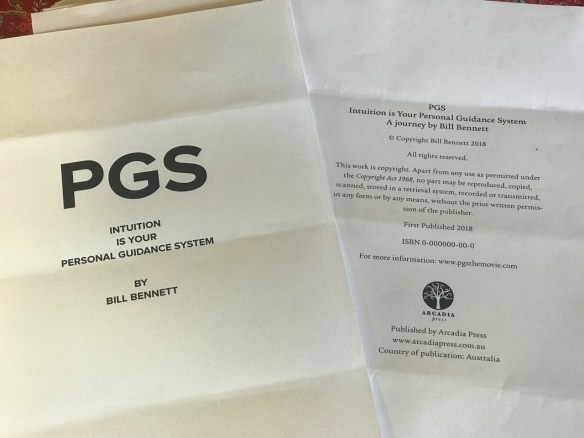 PGS
INTUITION
IS YOUR
PERSONAL GUIDANCE SYSTEM
BY
BILL BENNETT
PGS
Intuition is Your Personal Guidance System
A journey by Bill Bennett
© Copyright Bill Bennett 2018
All rights reserved.
This work is copyright. Apart from any use as permitted under
the Copyright Act 1968, no part may be reproduced, copied,
scanned, stored in a retrieval system, recorded or transmitted,
in any form or by any means, without the prior written permis-
sion of the publisher.
First Published 2018
ISBN 0-000000-00-0
For more information: www.pgsthemovie.com
ARCADIA
press
Published by Arcadia Press
www.arcadiapress.com.au
Country of publication: Australia